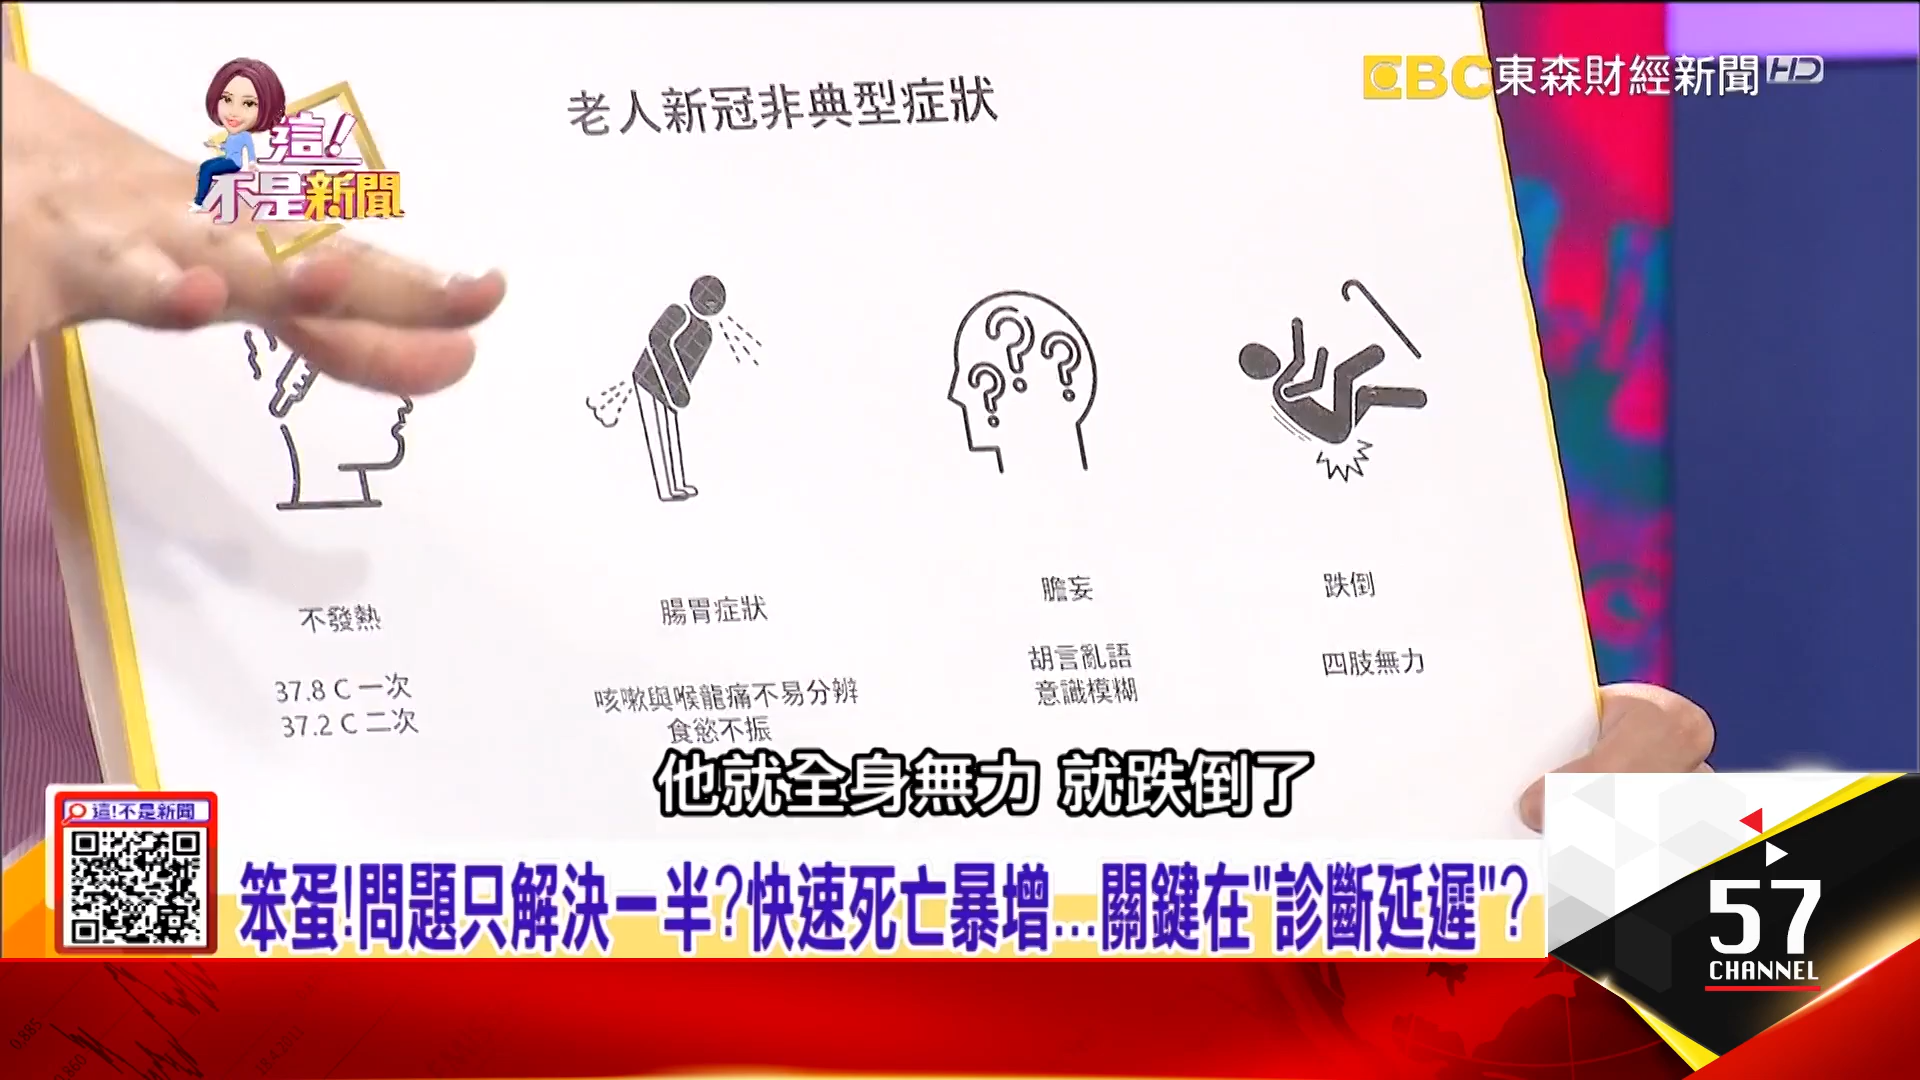 EBC東森財經新聞HD
這!
不是新聞
老人新冠非典型症狀
不發熱
37.8 C 一次
37.2 C 二次
腸胃症狀
咳嗽與喉龍痛不易分辨
食慾不振
膽妄
胡言亂語
意識模糊
跌倒
四肢無力
他就全身無力 就跌倒了
這!不是新聞
笨蛋!問題只解決一半?快速死亡暴增...關鍵在"診斷延遲"?
57
CHANNEL